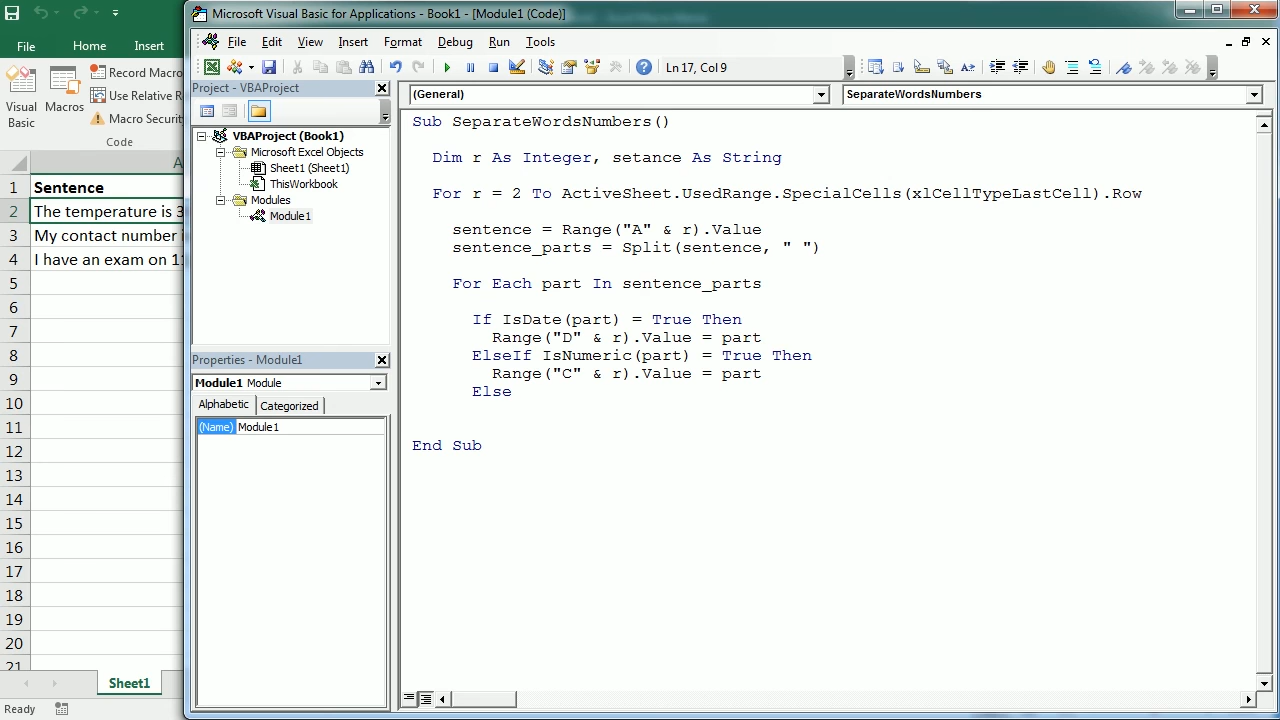 Microsoft Visual Basic for Applications - Book1 - [Module1 (Code)]
File Home Insert
File Edit View Insert Format Debug Run Tools
Visual Basic
Macros
Record Macro
Use Relative R
Macro Securit
Code
Ln 17, Col 9
Project - VBAProject
(General)
SeparateWordsNumbers
VBAProject (Book1)
Microsoft Excel Objects
Sheet1 (Sheet1)
ThisWorkbook
Modules
Module1
A
1 Sentence
2 The temperature is 3
3 My contact number i
4 I have an exam on 11
5
6
7
8
9
10
11
12
13
14
15
16
17
18
19
20
21
Properties - Module1
Module1 Module
Alphabetic Categorized
(Name) Module1
Sub SeparateWordsNumbers()
Dim r As Integer, setance As String
For r = 2 To ActiveSheet.UsedRange.SpecialCells(xlCellTypeLastCell).Row
sentence = Range("A" & r).Value
sentence_parts = Split(sentence, " ")
For Each part In sentence_parts
If IsDate(part) = True Then
Range("D" & r).Value = part
ElseIf IsNumeric(part) = True Then
Range("C" & r).Value = part
Else
End Sub
Sheet1
Ready